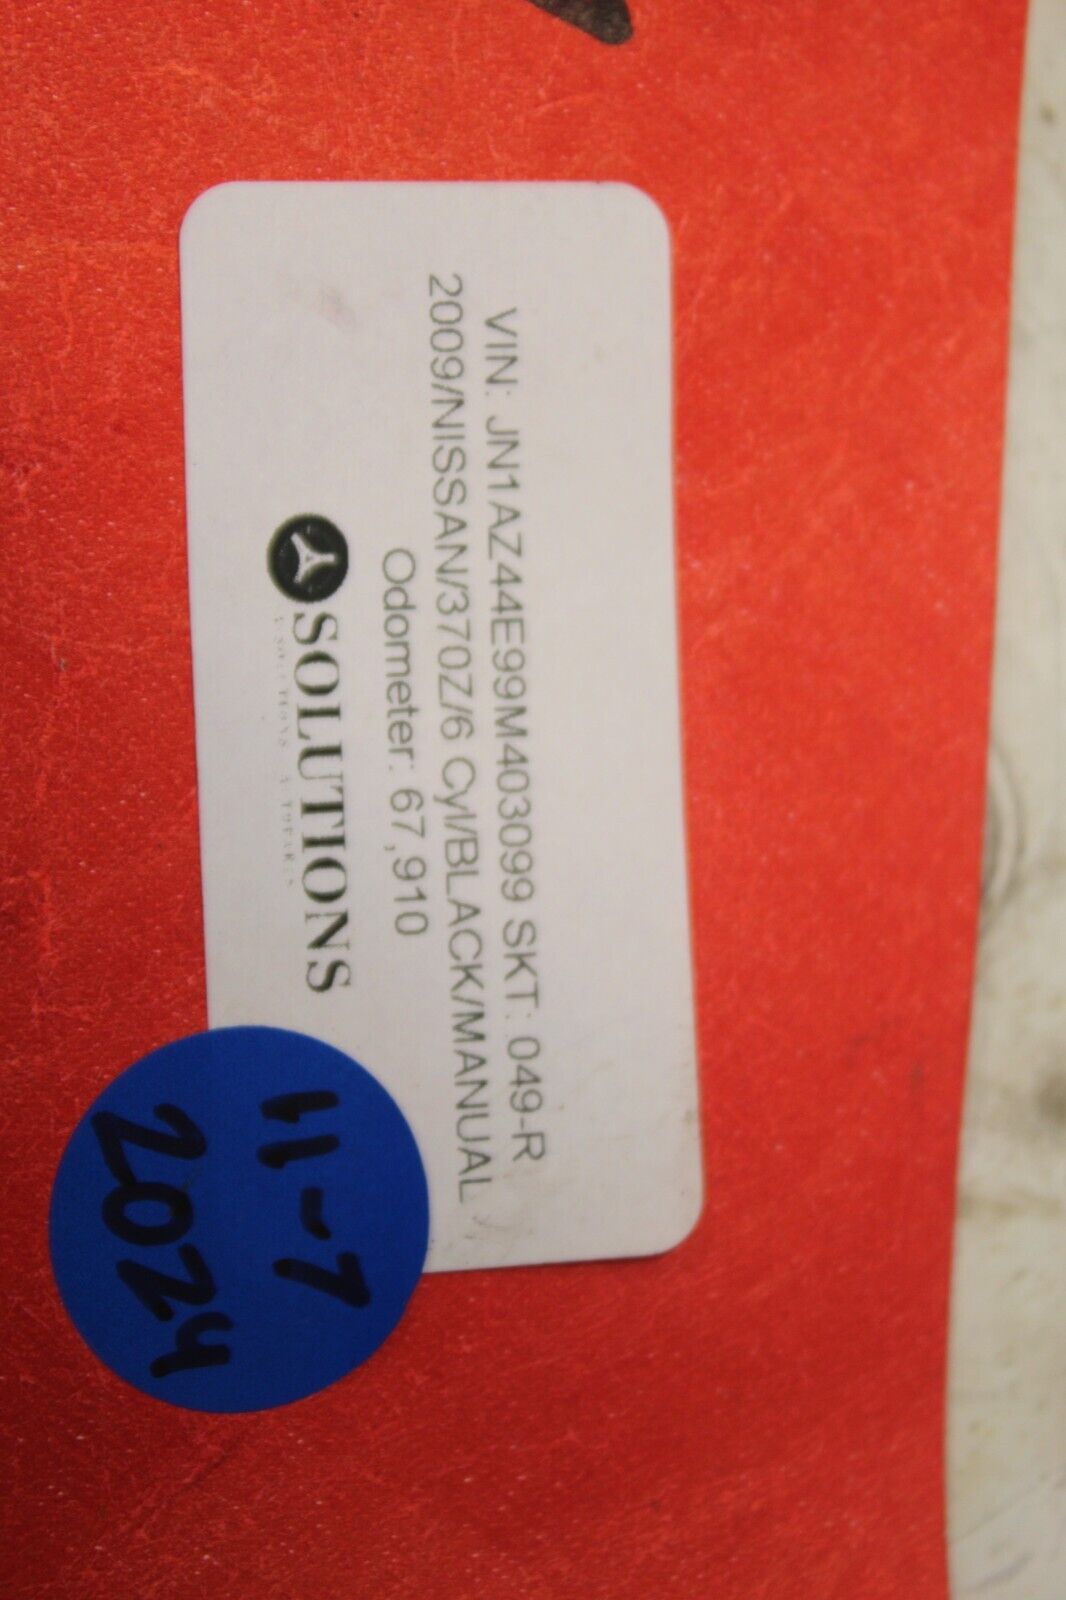 VIN: JN1AZ44E99M403099 SKT: 049-R
2009/NISSAN/370Z/6 Cyl/BLACK/MANUAL
Odometer: 67,910
SOLUTIONS
11-7
2024